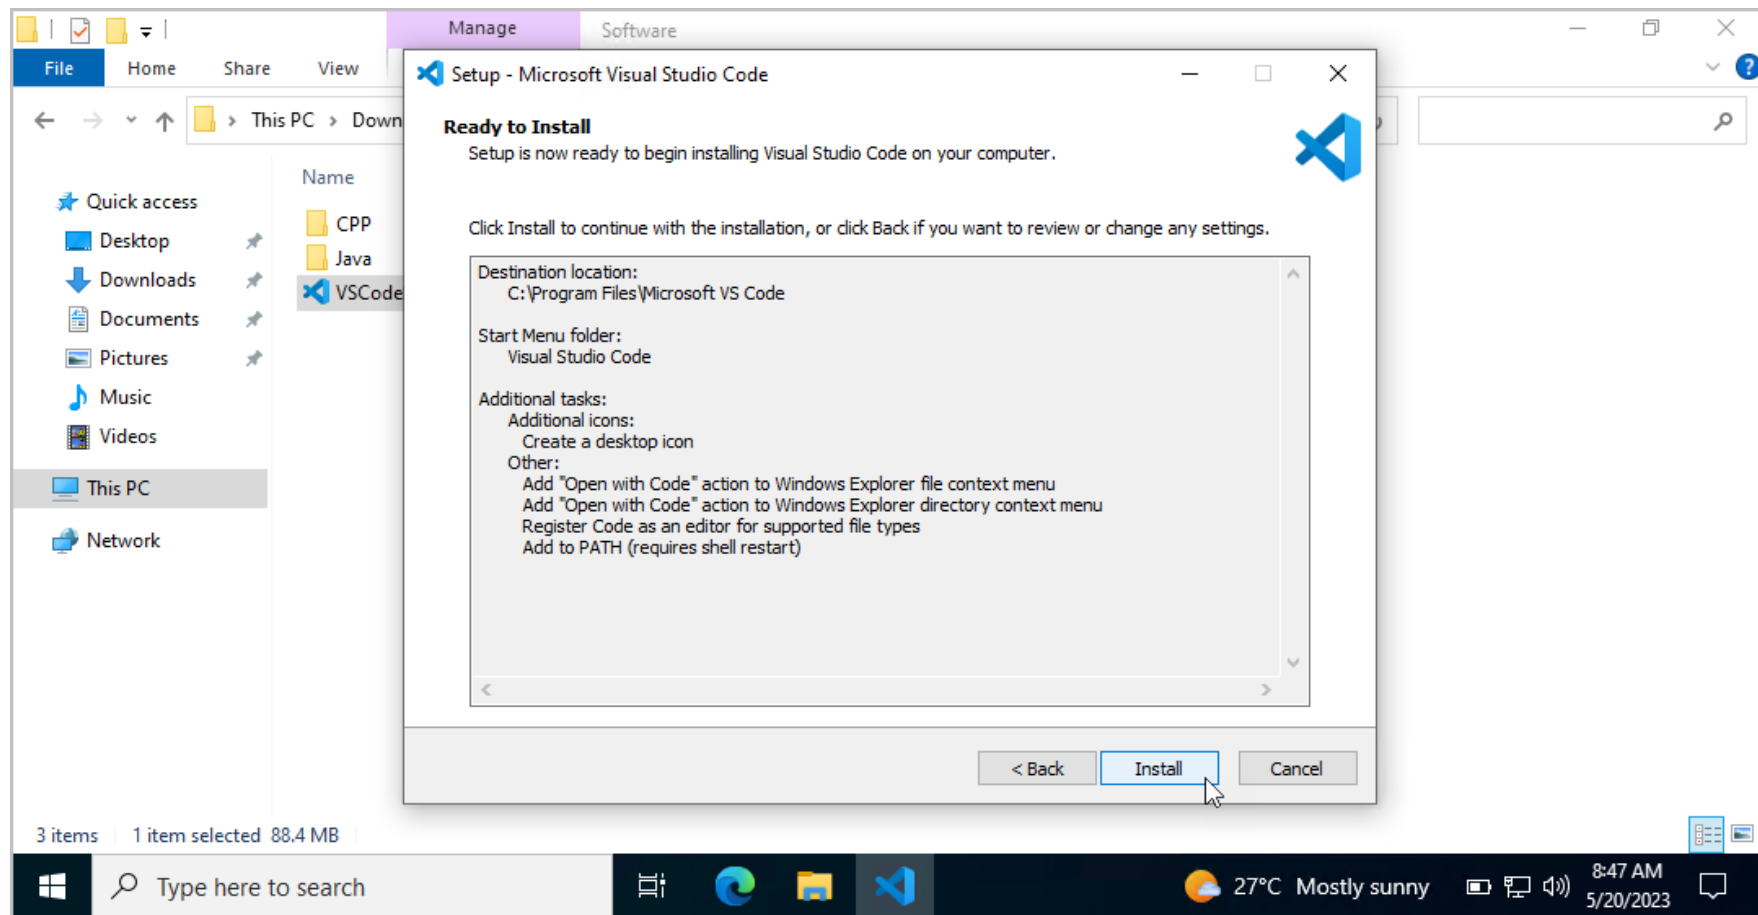 Manage
Software
File Home Share View
This PC > Down
Name
Quick access
Desktop
Downloads
Documents
Pictures
Music
Videos
This PC
Network
CPP
Java
VSCode
Setup - Microsoft Visual Studio Code
Ready to Install
Setup is now ready to begin installing Visual Studio Code on your computer.
Click Install to continue with the installation, or click Back if you want to review or change any settings.
Destination location:
C:\Program Files\Microsoft VS Code
Start Menu folder:
Visual Studio Code
Additional tasks:
Additional icons:
Create a desktop icon
Other:
Add "Open with Code" action to Windows Explorer file context menu
Add "Open with Code" action to Windows Explorer directory context menu
Register Code as an editor for supported file types
Add to PATH (requires shell restart)
< Back Install Cancel
3 items 1 item selected 88.4 MB
Type here to search
27°C Mostly sunny
8:47 AM
5/20/2023